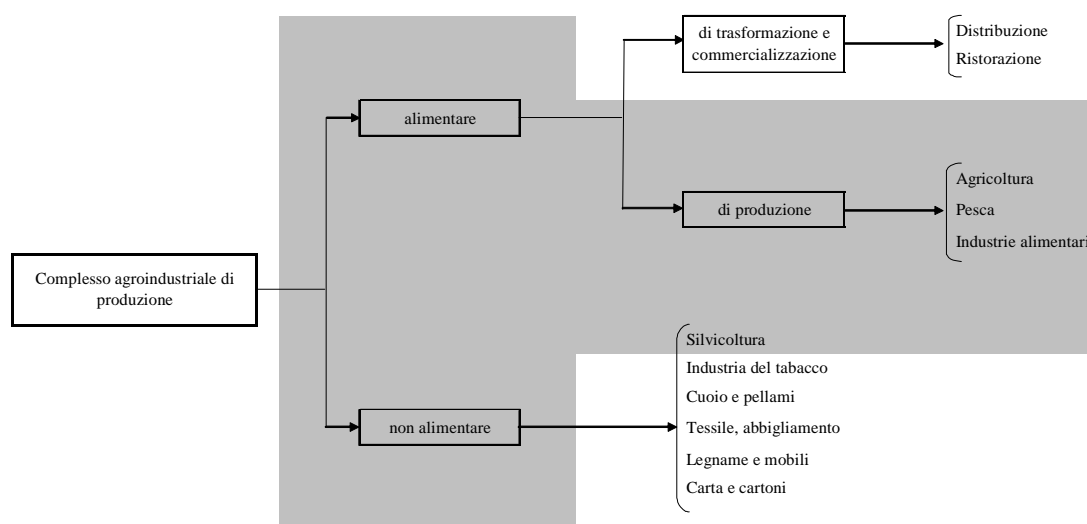 di trasformazione e
commercializzazione
Distribuzione
Ristorazione
alimentare
Agricoltura
di produzione
Pesca
Industrie alimentari
Complesso agroindustriale di
produzione
Silvicoltura
Industria del tabacco
Cuoio e pellami
non alimentare
Tessile, abbigliamento
Legname e mobili
Carta e cartoni